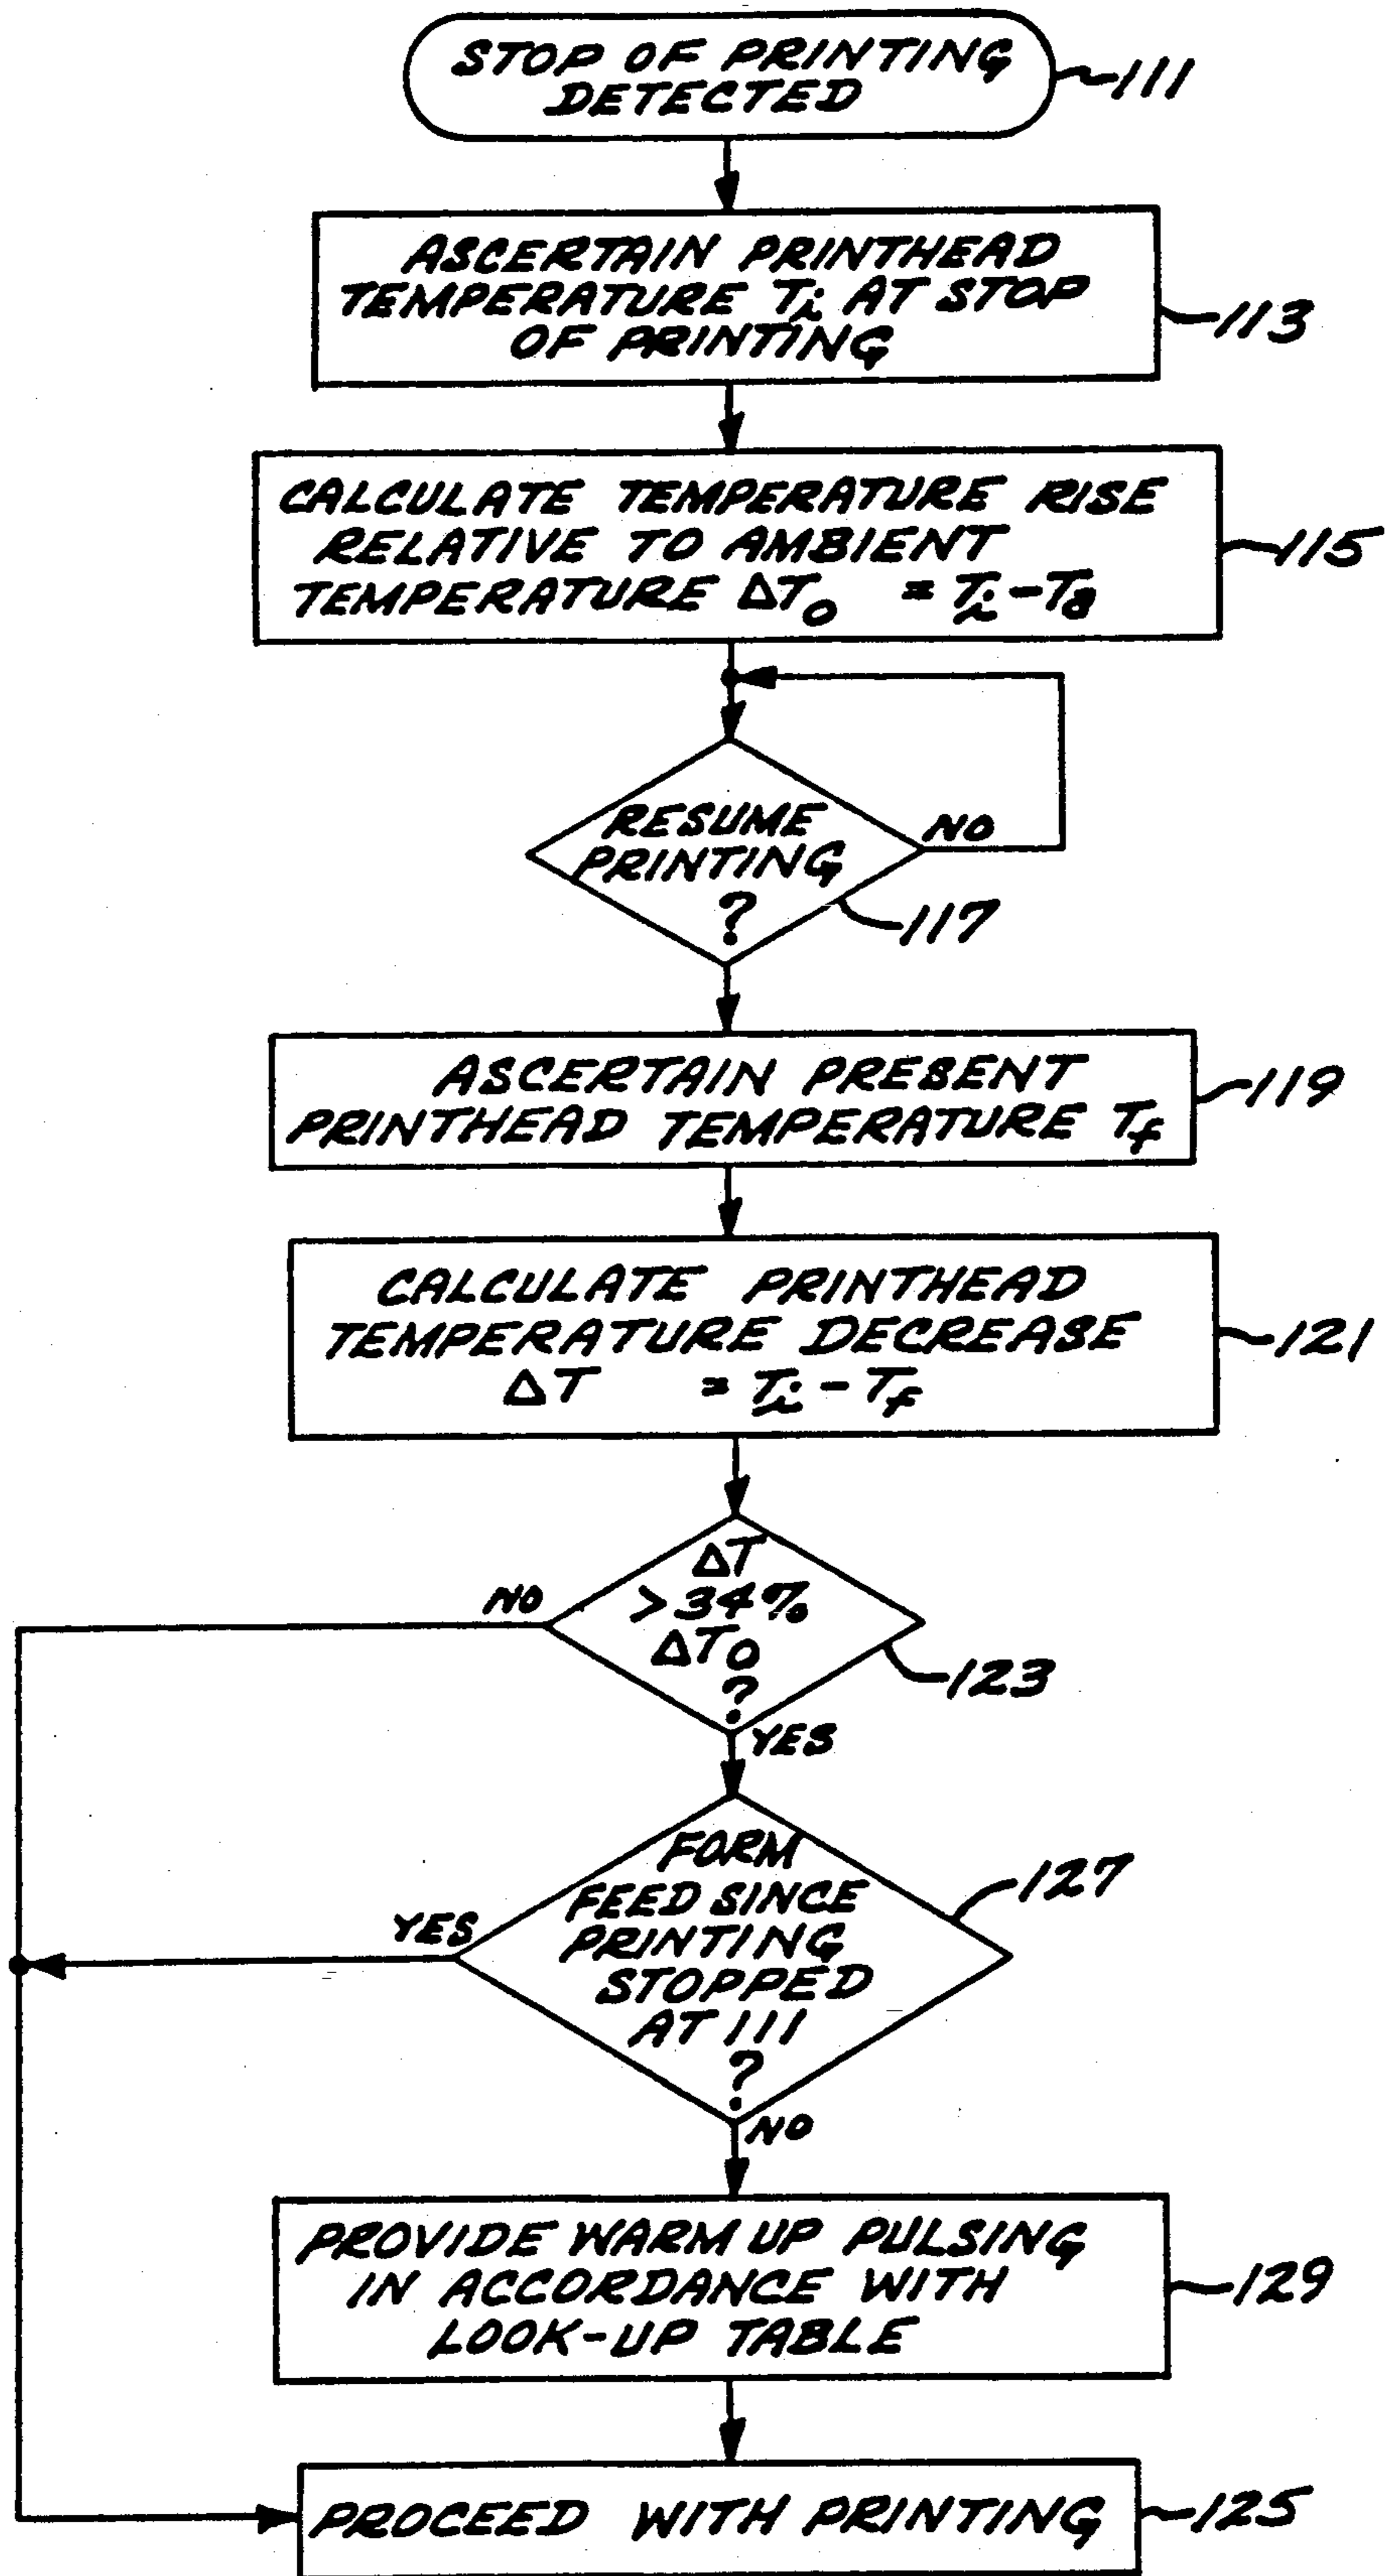 STOP OF PRINTING
DETECTED
111
ASCERTAIN PRINTHEAD
TEMPERATURE Ti AT STOP
OF PRINTING
113
CALCULATE TEMPERATURE RISE
RELATIVE TO AMBIENT
TEMPERATURE ΔTO = Ti - Ta
115
RESUME
PRINTING
?
NO
117
ASCERTAIN PRESENT
PRINTHEAD TEMPERATURE Tf
119
CALCULATE PRINTHEAD
TEMPERATURE DECREASE
ΔT = Ti - Tf
121
ΔT
> 34%
ΔTO
?
NO
123
YES
FORM
FEED SINCE
PRINTING
STOPPED
AT 111
?
YES
127
NO
PROVIDE WARM UP PULSING
IN ACCORDANCE WITH
LOOK-UP TABLE
129
PROCEED WITH PRINTING
125